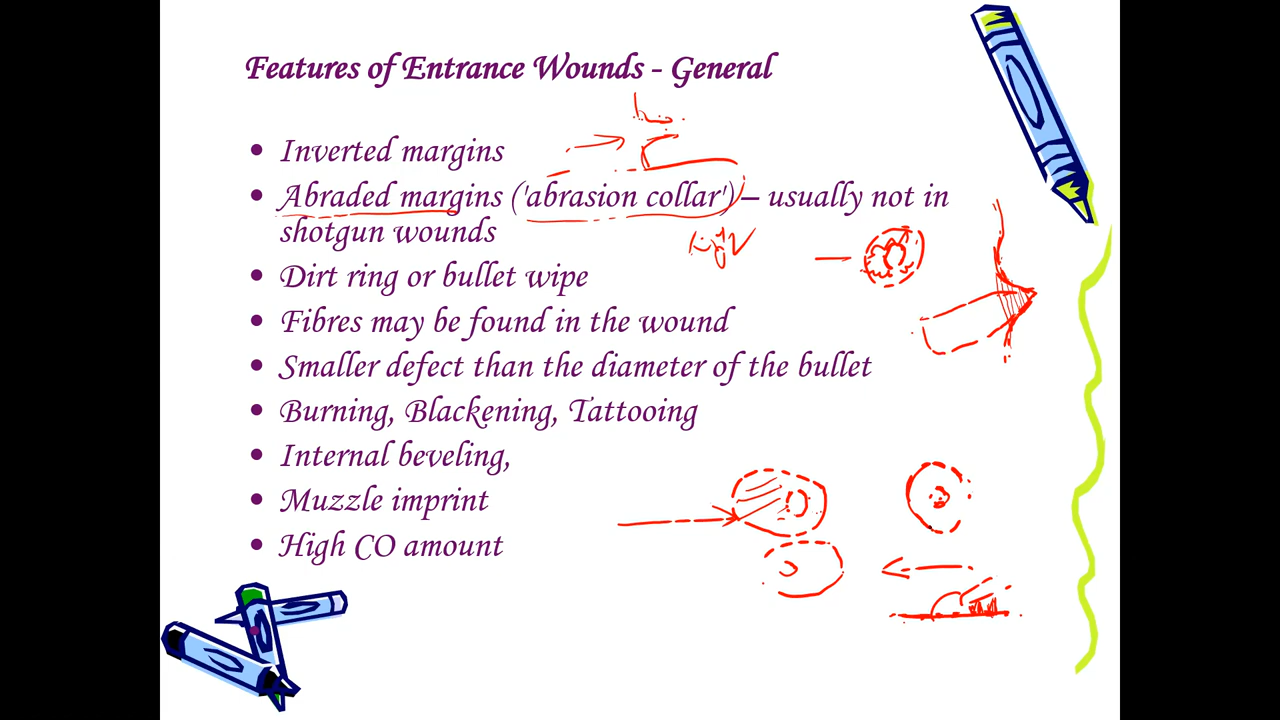 Features of Entrance Wounds - General
• Inverted margins
• Abraded margins ('abrasion collar') – usually not in
shotgun wounds
• Dirt ring or bullet wipe
• Fibres may be found in the wound
• Smaller defect than the diameter of the bullet
• Burning, Blackening, Tattooing
• Internal beveling,
• Muzzle imprint
• High CO amount